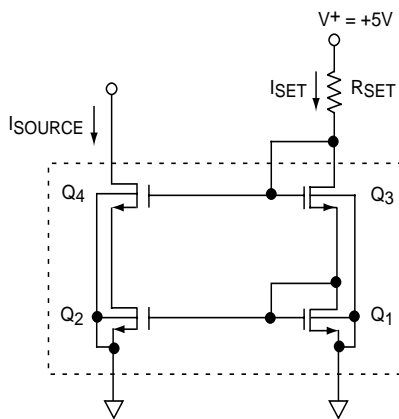 V+ = +5V
ISET
RSET
ISOURCE
Q4
Q3
Q2
Q1